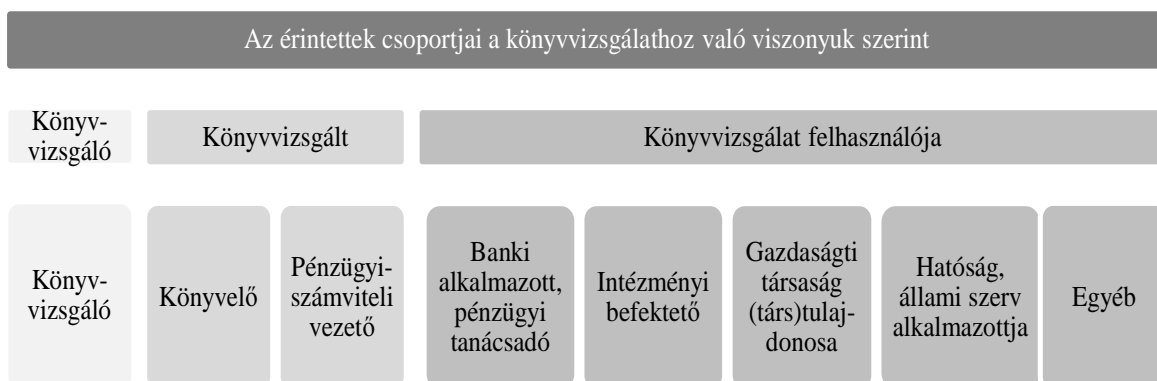 Az érintettek csoportjai a könyvvizsgálathoz való viszonyuk szerint
Könyv-
vizsgáló
Könyvvizsgált
Könyvvizsgálat felhasználója
Könyv-
vizsgáló
Könyvelő
Pénzügyi-
számviteli
vezető
Banki
alkalmazott,
pénzügyi
tanácsadó
Intézményi
befektető
Gazdaságti
társaság
(társ)tulaj-
donosa
Hatóság,
állami szerv
alkalmazottja
Egyéb